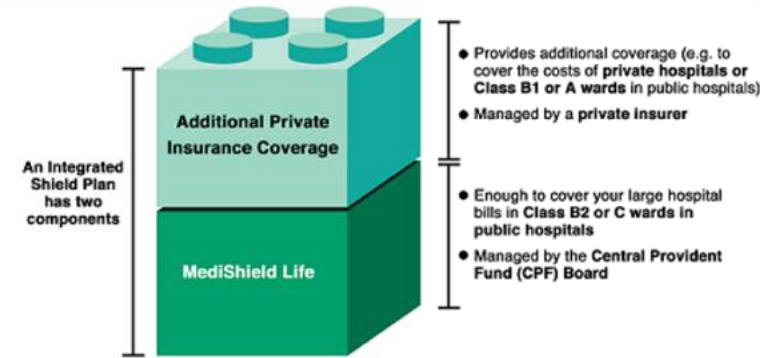 An Integrated
Shield Plan
has two
components
Additional Private
Insurance Coverage
MediShield Life
● Provides additional coverage (e.g. to
cover the costs of private hospitals or
Class B1 or A wards in public hospitals)
● Managed by a private insurer
● Enough to cover your large hospital
bills in Class B2 or C wards in
public hospitals
● Managed by the Central Provident
Fund (CPF) Board